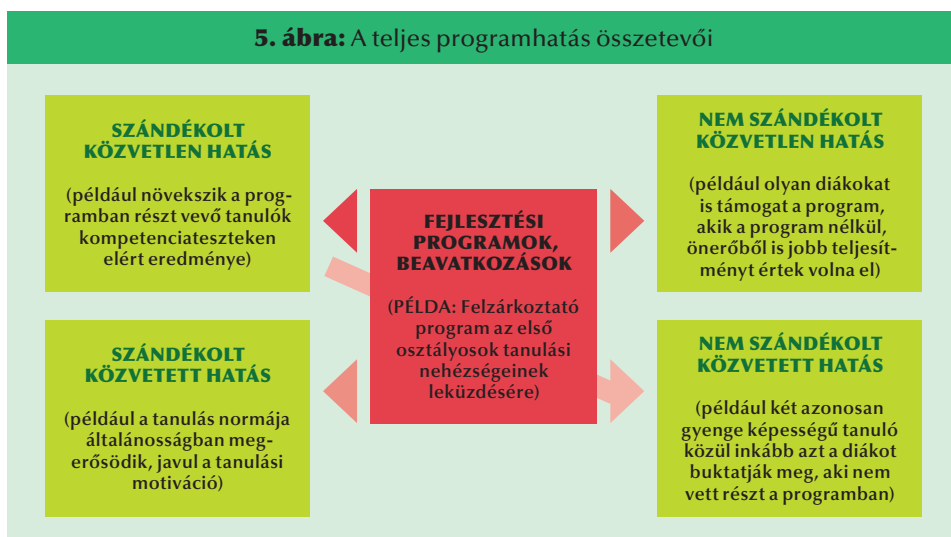 5. ábra: A teljes programhatás összetevői
SZÁNDÉKOLT
KÖZVETLEN HATÁS
(például növekszik a prog-
ramban részt vevő tanulók
kompetenciateszteken
elért eredménye)
SZÁNDÉKOLT
KÖZVETETT HATÁS
(például a tanulás normája
általánosságban meg-
erősödik, javul a tanulási
motiváció)
FEJLESZTÉSI
PROGRAMOK,
BEAVATKOZÁSOK
(PÉLDA: Felzárkoztató
program az első
osztályosok tanulási
nehézségeinek
leküzdésére)
NEM SZÁNDÉKOLT
KÖZVETLEN HATÁS
(például olyan diákokat
is támogat a program,
akik a program nélkül,
önerőből is jobb teljesít-
ményt értek volna el)
NEM SZÁNDÉKOLT
KÖZVETETT HATÁS
(például két azonosan
gyenge képességű tanuló
közül inkább azt a diákot
buktatják meg, aki nem
vett részt a programban)